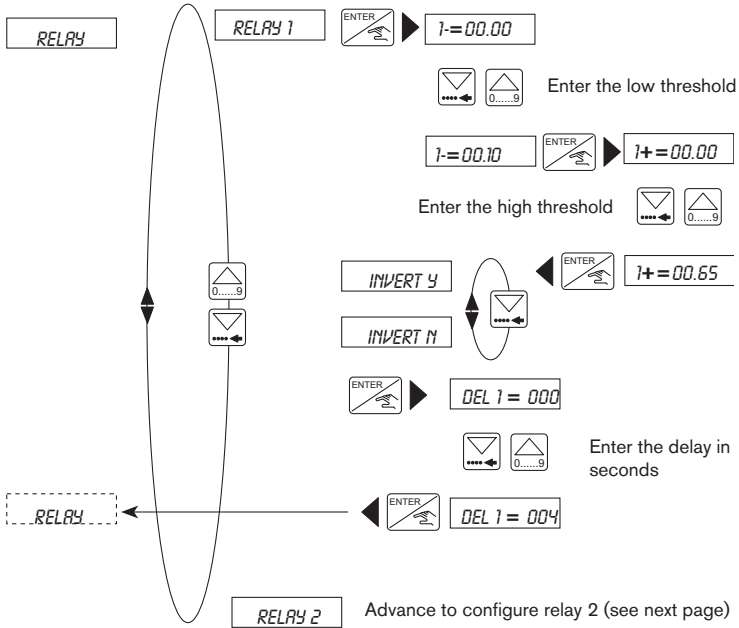 RELAY
RELAY 1
ENTER
1-=00.00
0......9
Enter the low threshold
1-=00.10
ENTER
1+=00.00
Enter the high threshold
0......9
INVERT Y
ENTER
1+=00.65
0......9
INVERT N
ENTER
DEL 1 = 000
0......9
Enter the delay in
seconds
RELAY
ENTER
DEL 1 = 004
RELAY 2
Advance to configure relay 2 (see next page)